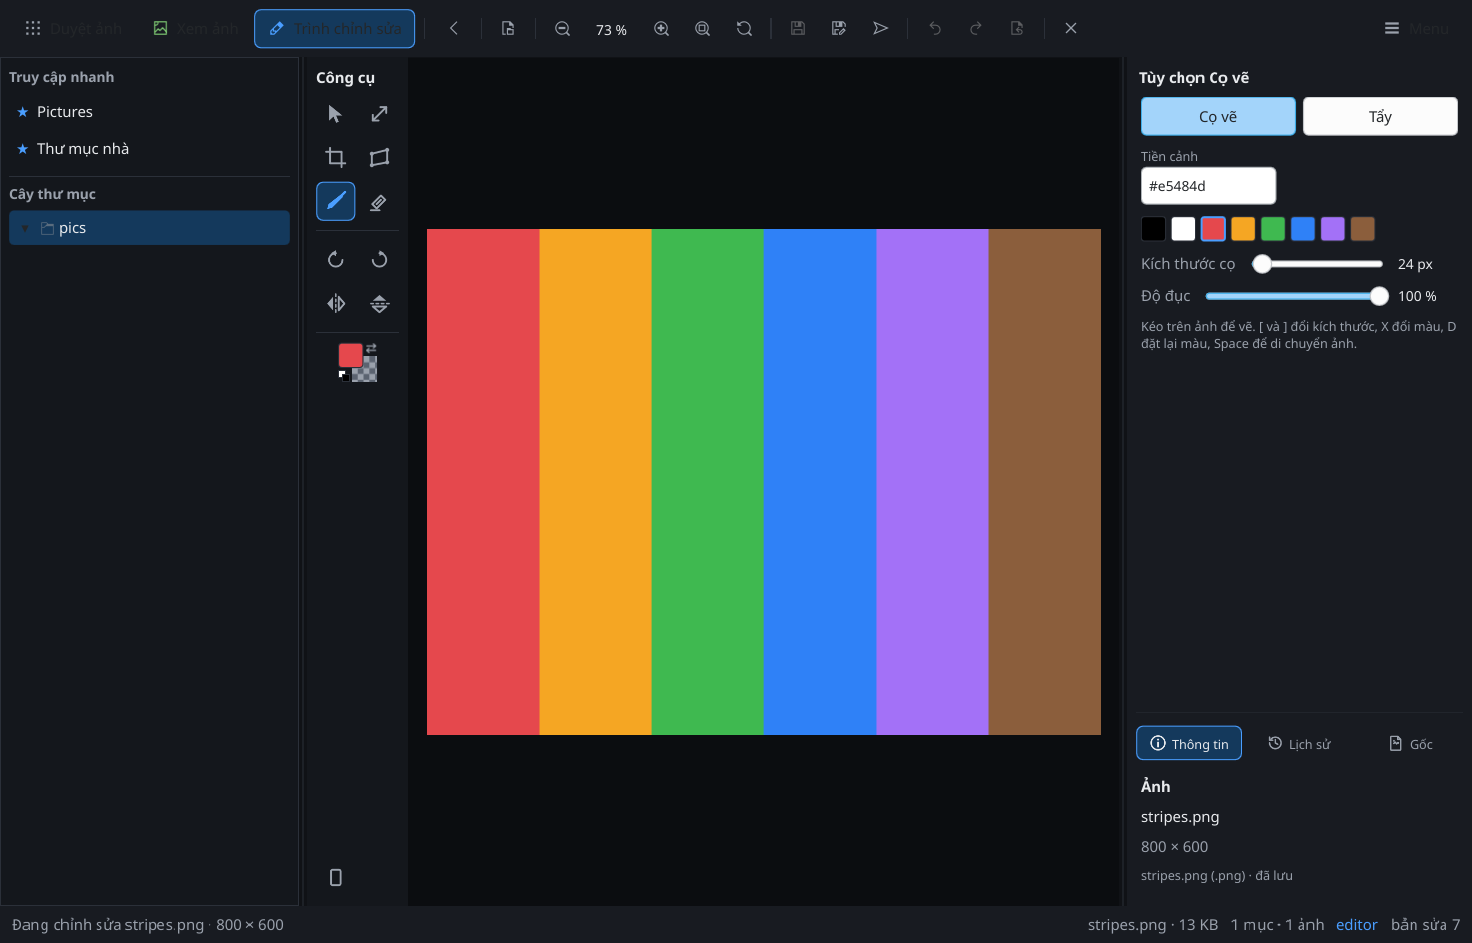 Duyệt ảnh Xem ảnh Trình chỉnh sửa 73 % Menu
Truy cập nhanh
Pictures
Thư mục nhà
Cây thư mục
pics
Công cụ
Tùy chọn Cọ vẽ
Cọ vẽ Tẩy
Tiền cảnh
#e5484d
Kích thước cọ 24 px
Độ đục 100 %
Kéo trên ảnh để vẽ. [ và ] đổi kích thước, X đổi màu, D
đặt lại màu, Space để di chuyển ảnh.
Thông tin Lịch sử Gốc
Ảnh
stripes.png
800 × 600
stripes.png (.png) · đã lưu
Đang chỉnh sửa stripes.png · 800 × 600
stripes.png · 13 KB 1 mục · 1 ảnh editor bản sửa 7